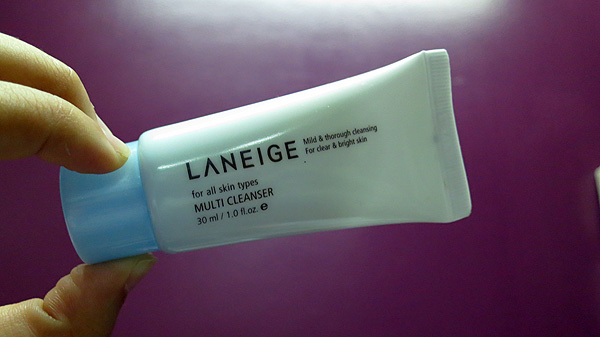 LANEIGE
Mild & thorough cleansing
For clear & bright skin
for all skin types
MULTI CLEANSER
30 ml / 1.0 fl.oz. e